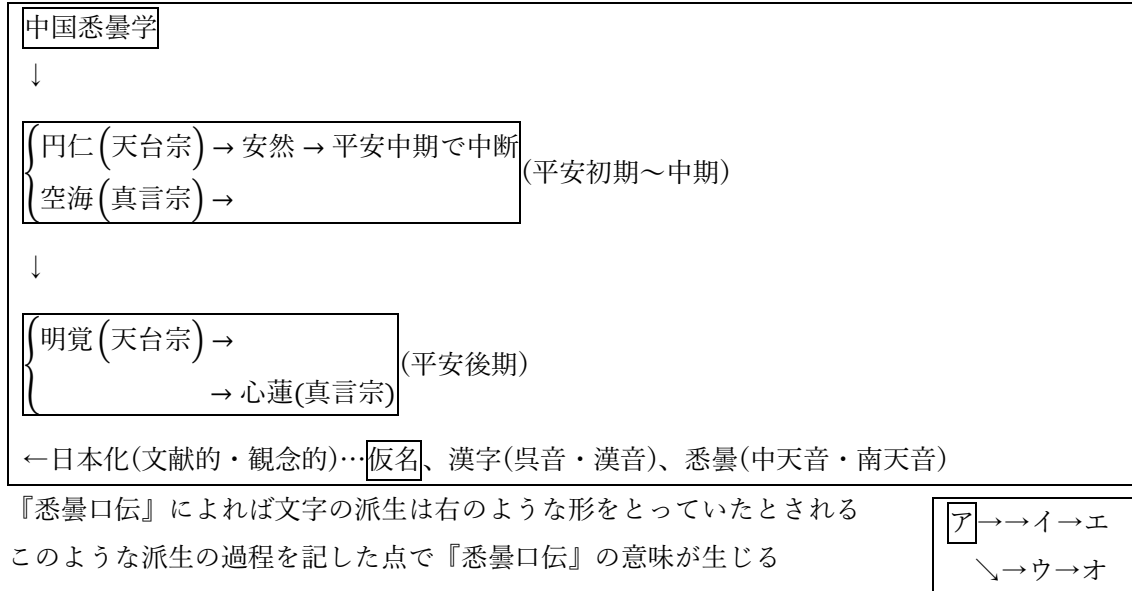 中国悉曇学
↓
円仁(天台宗)→安然→平安中期で中断
空海(真言宗)→
(平安初期～中期)
↓
明覚(天台宗)→
→心蓮(真言宗)
(平安後期)
←日本化(文献的・観念的)…仮名、漢字(呉音・漢音)、悉曇(中天音・南天音)
『悉曇口伝』によれば文字の派生は右のような形をとっていたとされる
このような派生の過程を記した点で『悉曇口伝』の意味が生じる
ア→→イ→エ
↘→ウ→オ